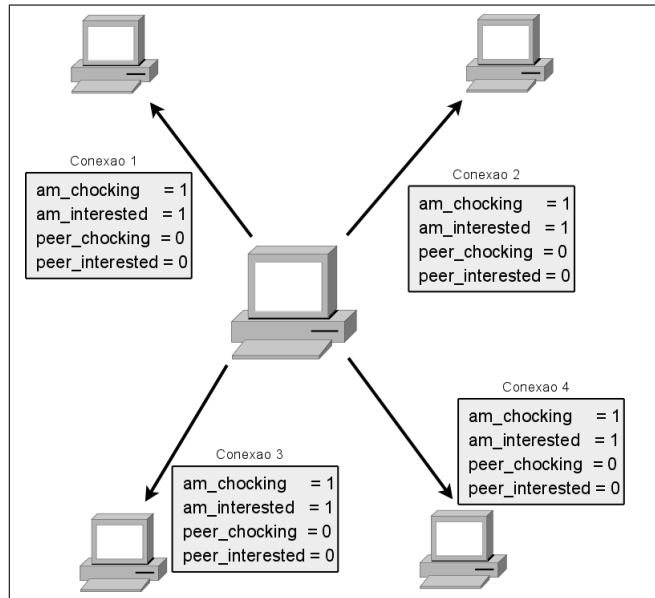 Conexao 1
am_chocking = 1
am_interested = 1
peer_chocking = 0
peer_interested = 0
Conexao 2
am_chocking = 1
am_interested = 1
peer_chocking = 0
peer_interested = 0
Conexao 3
am_chocking = 1
am_interested = 1
peer_chocking = 0
peer_interested = 0
Conexao 4
am_chocking = 1
am_interested = 1
peer_chocking = 0
peer_interested = 0